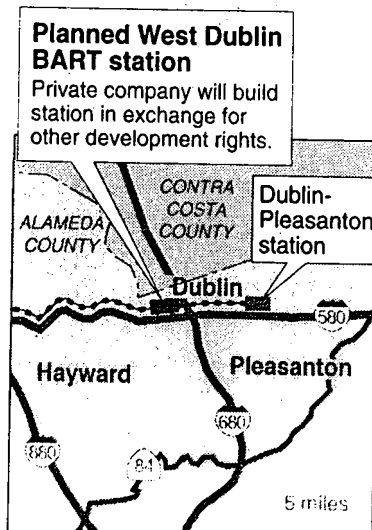 Planned West Dublin
BART station
Private company will build
station in exchange for
other development rights.
CONTRA
COSTA
COUNTY
ALAMEDA
COUNTY
Dublin-
Pleasanton
station
Dublin
580
Hayward
Pleasanton
680
880
84
5 miles